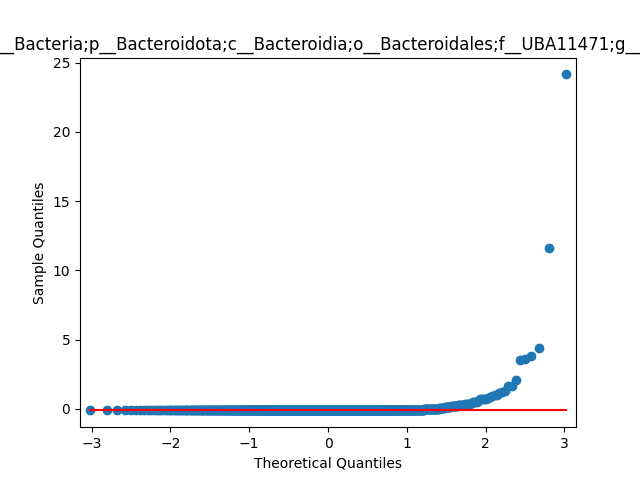 __Bacteria;p__Bacteroidota;c__Bacteroidia;o__Bacteroidales;f__UBA11471;g__
25
20
15
10
5
0
Sample Quantiles
−3 −2 −1 0 1 2 3
Theoretical Quantiles